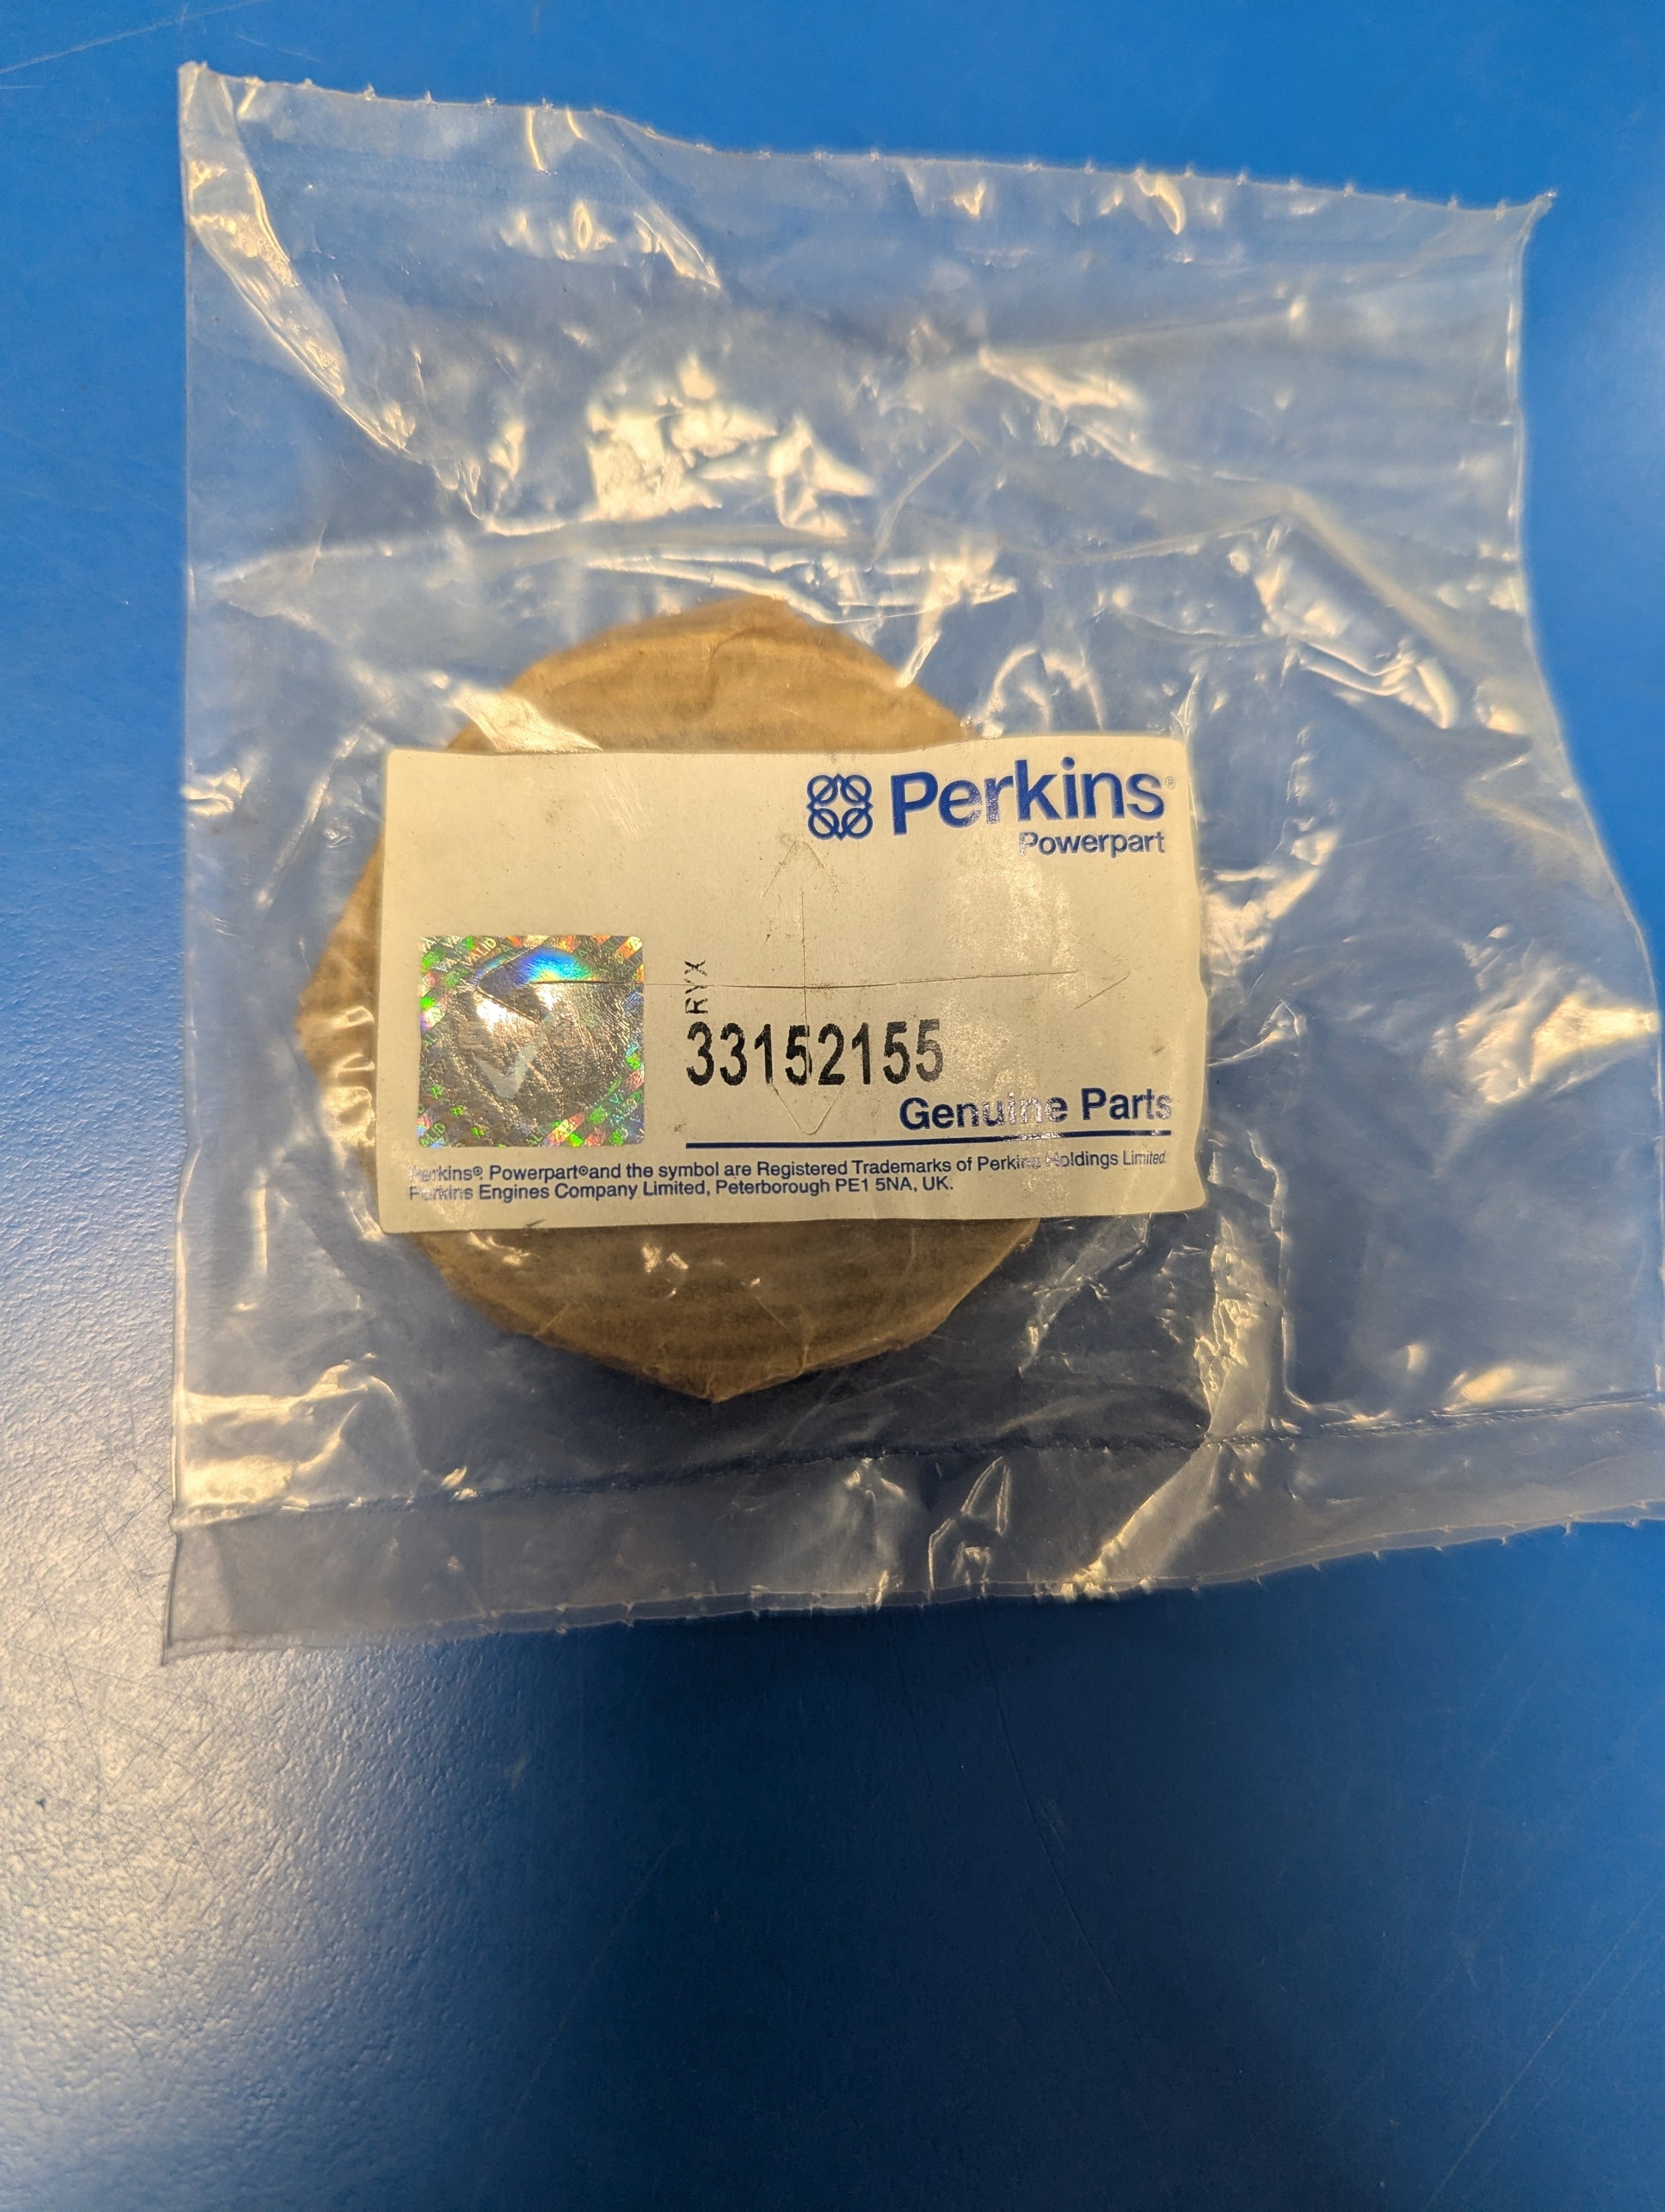 Perkins®
Powerpart
VALID
RYX
33152155
Genuine Parts
Perkins® Powerpart® and the symbol are Registered Trademarks of Perkins Holdings Limited.
Perkins Engines Company Limited, Peterborough PE1 5NA, UK.